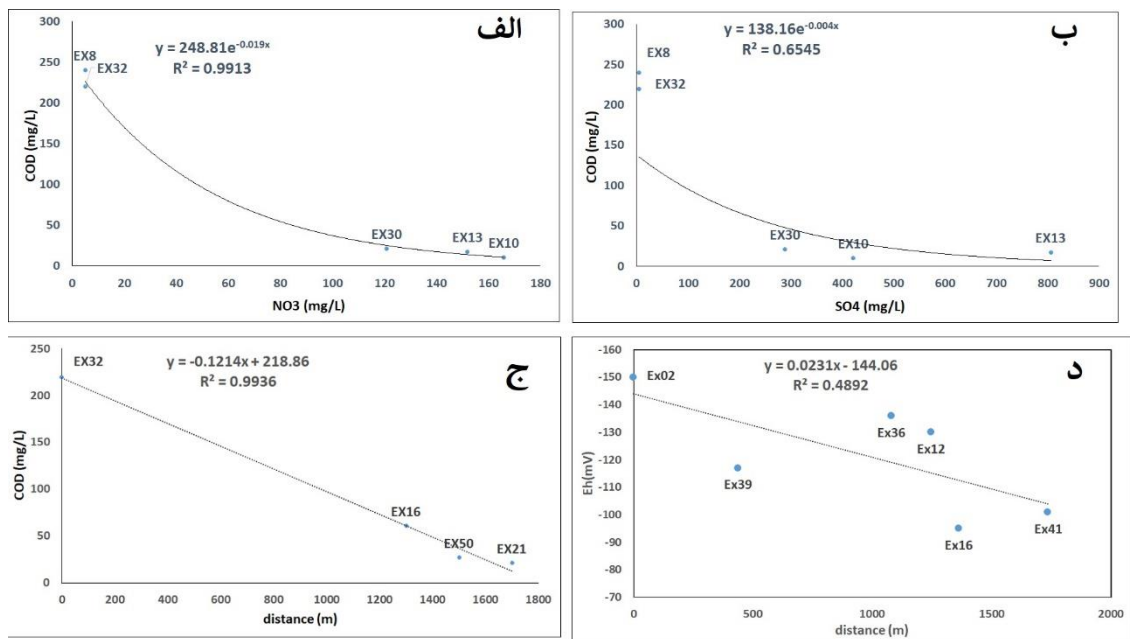 الف
y = 248.81e^-0.019x
R² = 0.9913
EX8
EX32
EX30
EX13
EX10
COD (mg/L)
300
250
200
150
100
50
0
0 20 40 60 80 100 120 140 160 180
NO3 (mg/L)
ب
y = 138.16e^-0.004x
R² = 0.6545
EX8
EX32
EX30
EX10
EX13
COD (mg/L)
300
250
200
150
100
50
0
0 100 200 300 400 500 600 700 800 900
SO4 (mg/L)
ج
y = -0.1214x + 218.86
R² = 0.9936
EX32
EX16
EX50
EX21
COD (mg/L)
250
200
150
100
50
0
0 200 400 600 800 1000 1200 1400 1600 1800
distance (m)
د
y = 0.0231x - 144.06
R² = 0.4892
Ex02
Ex36
Ex12
Ex39
Ex41
Ex16
Eh(mV)
-160
-150
-140
-130
-120
-110
-100
-90
-80
-70
0 500 1000 1500 2000
distance (m)